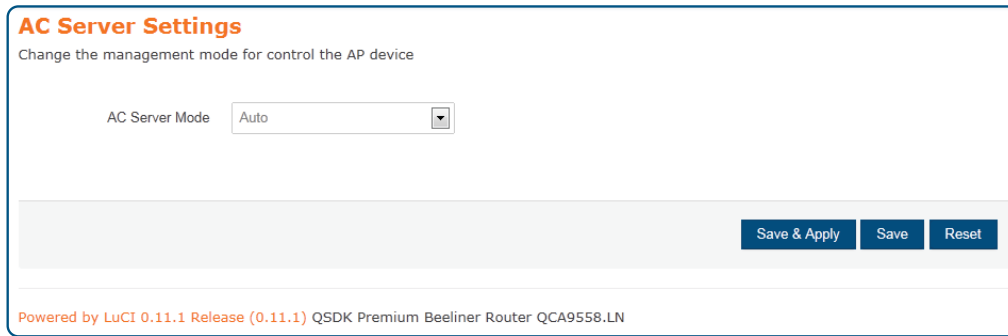 AC Server Settings
Change the management mode for control the AP device
AC Server Mode Auto
Save & Apply Save Reset
Powered by LuCI 0.11.1 Release (0.11.1) QSDK Premium Beeliner Router QCA9558.LN